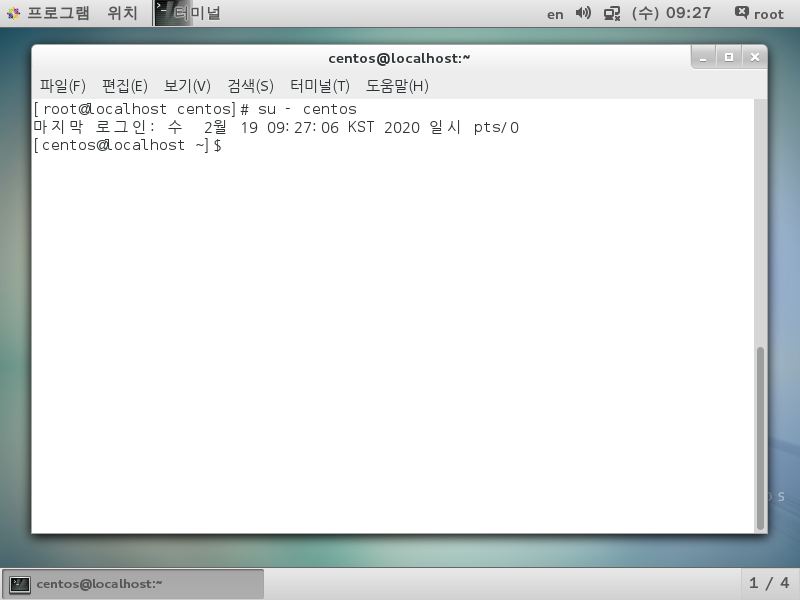 프로그램 위치 터미널 en (수) 09:27 root
centos@localhost:~
파일(F) 편집(E) 보기(V) 검색(S) 터미널(T) 도움말(H)
[root@localhost centos]# su - centos
마지막 로그인: 수 2월 19 09:27:06 KST 2020 일시 pts/0
[centos@localhost ~]$
centos@localhost:~ 1 / 4